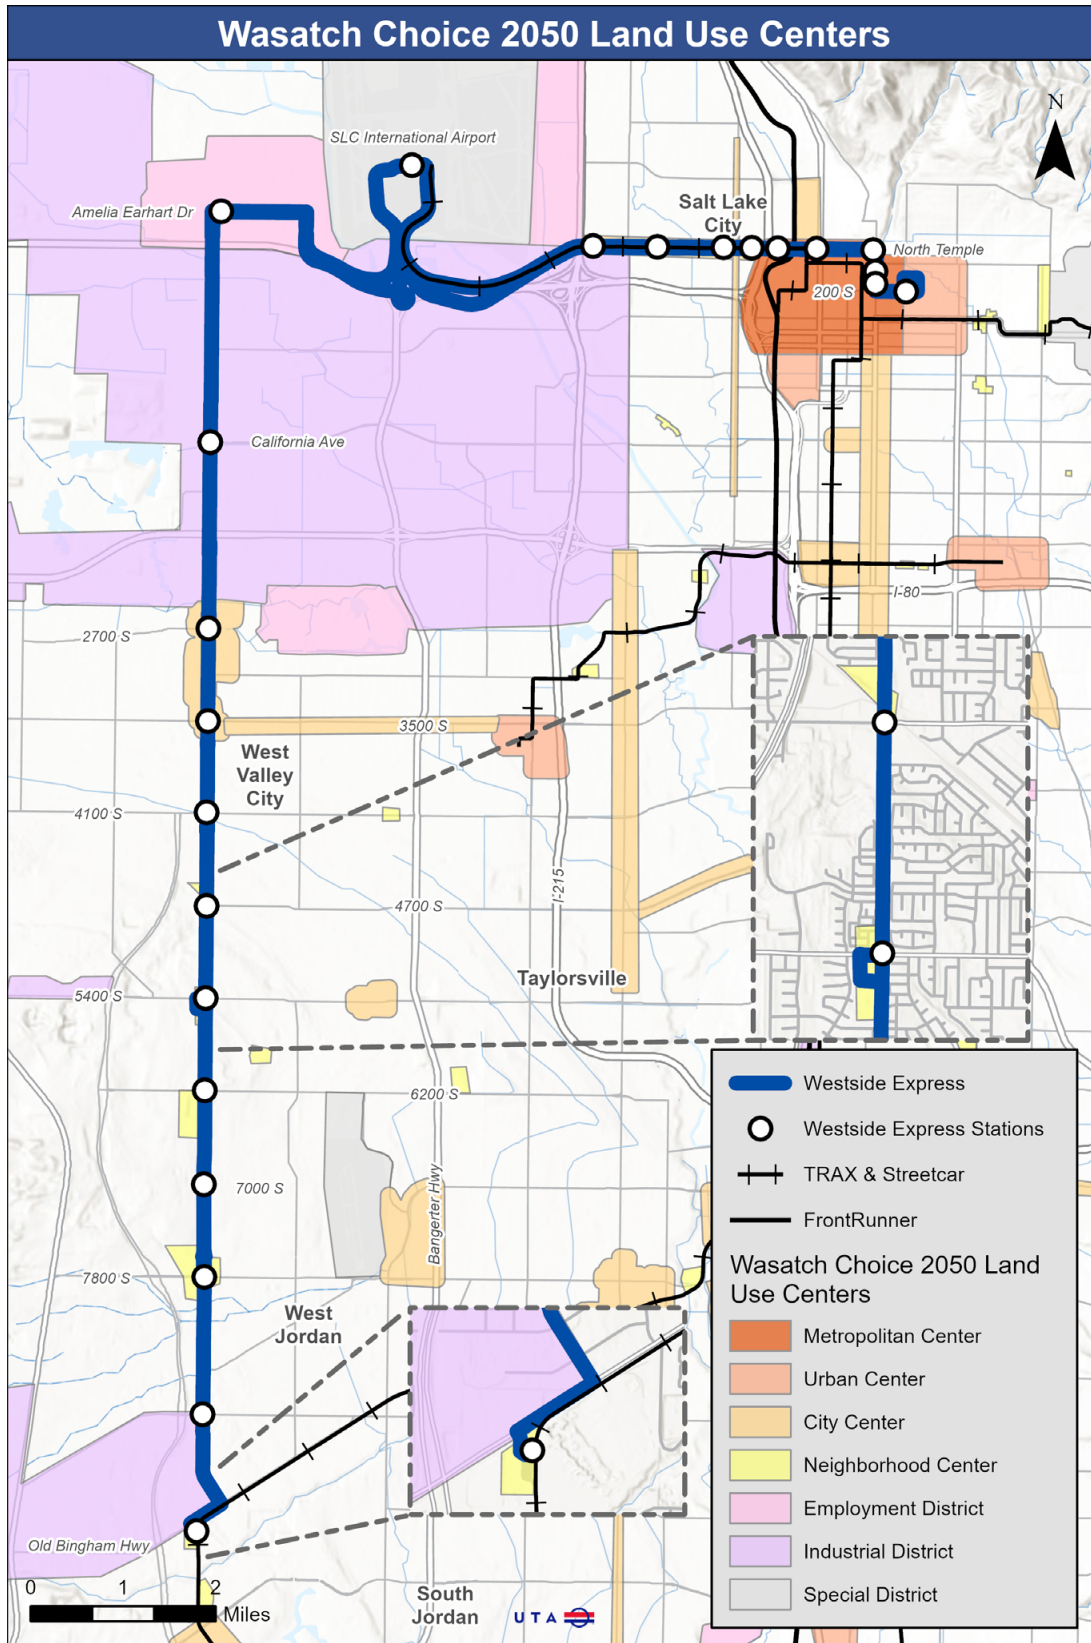 Wasatch Choice 2050 Land Use Centers
N
SLC International Airport
Salt Lake
City
Amelia Earhart Dr
North Temple
200 S
California Ave
I-80
2700 S
3500 S
West
Valley
City
4100 S
I-215
4700 S
Taylorsville
5400 S
6200 S
7000 S
Bangerter Hwy
7800 S
West
Jordan
Old Bingham Hwy
0 1 2
Miles
South
Jordan
UTA
Westside Express
Westside Express Stations
TRAX & Streetcar
FrontRunner
Wasatch Choice 2050 Land
Use Centers
Metropolitan Center
Urban Center
City Center
Neighborhood Center
Employment District
Industrial District
Special District